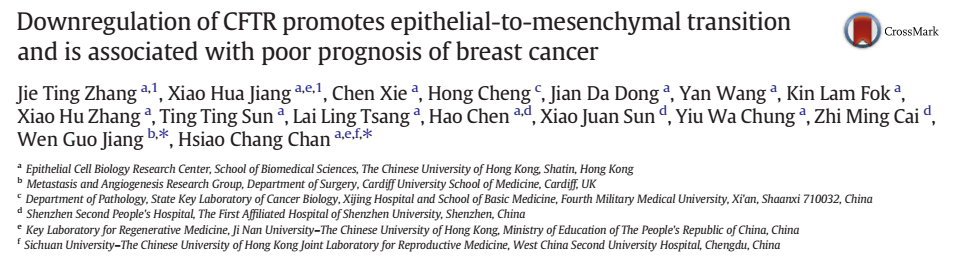 Downregulation of CFTR promotes epithelial-to-mesenchymal transition
and is associated with poor prognosis of breast cancer
CrossMark
Jie Ting Zhang a,1, Xiao Hua Jiang a,e,1, Chen Xie a, Hong Cheng c, Jian Da Dong a, Yan Wang a, Kin Lam Fok a,
Xiao Hu Zhang a, Ting Ting Sun a, Lai Ling Tsang a, Hao Chen a,d, Xiao Juan Sun d, Yiu Wa Chung a, Zhi Ming Cai d,
Wen Guo Jiang b,*, Hsiao Chang Chan a,e,f,*
a Epithelial Cell Biology Research Center, School of Biomedical Sciences, The Chinese University of Hong Kong, Shatin, Hong Kong
b Metastasis and Angiogenesis Research Group, Department of Surgery, Cardiff University School of Medicine, Cardiff, UK
c Department of Pathology, State Key Laboratory of Cancer Biology, Xijing Hospital and School of Basic Medicine, Fourth Military Medical University, Xi'an, Shaanxi 710032, China
d Shenzhen Second People's Hospital, The First Affiliated Hospital of Shenzhen University, Shenzhen, China
e Key Laboratory for Regenerative Medicine, Ji Nan University–The Chinese University of Hong Kong, Ministry of Education of The People's Republic of China, China
f Sichuan University–The Chinese University of Hong Kong Joint Laboratory for Reproductive Medicine, West China Second University Hospital, Chengdu, China